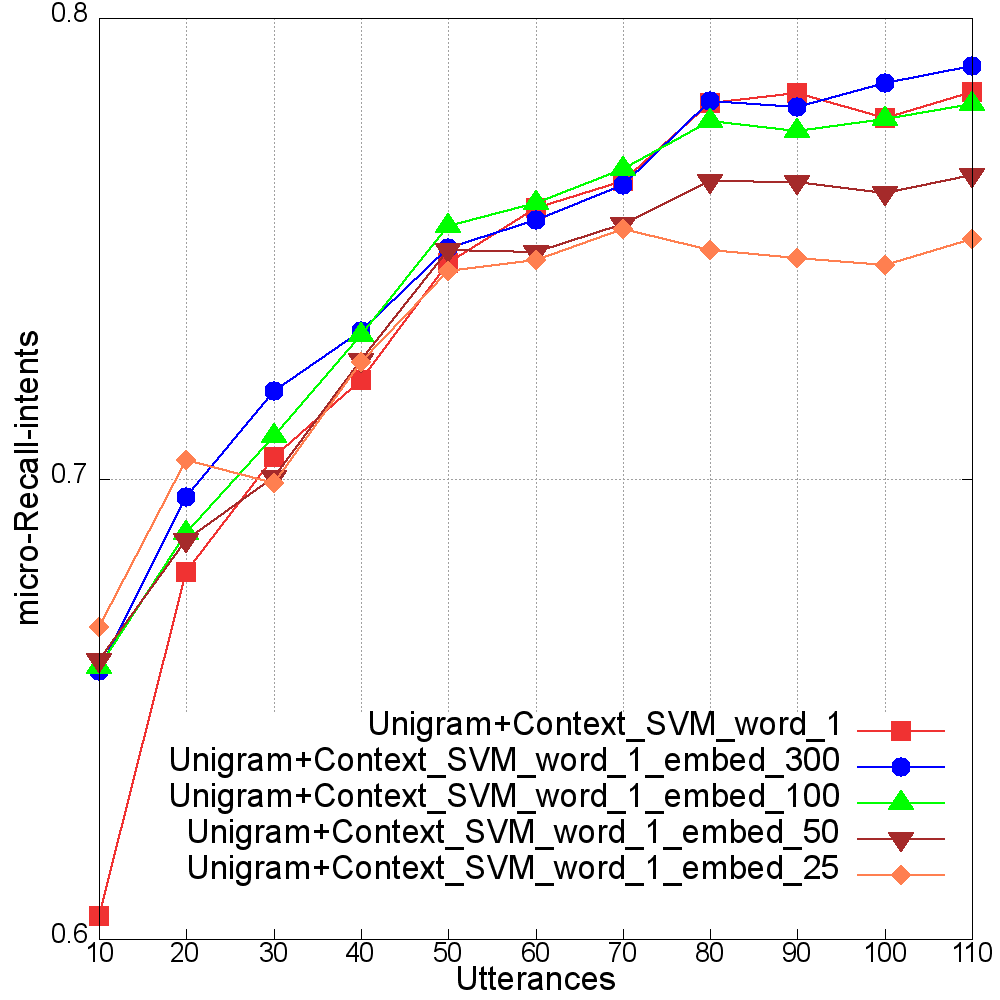 0.8
0.7
0.6
micro-Recall-intents
Unigram+Context_SVM_word_1
Unigram+Context_SVM_word_1_embed_300
Unigram+Context_SVM_word_1_embed_100
Unigram+Context_SVM_word_1_embed_50
Unigram+Context_SVM_word_1_embed_25
10 20 30 40 50 60 70 80 90 100 110
Utterances